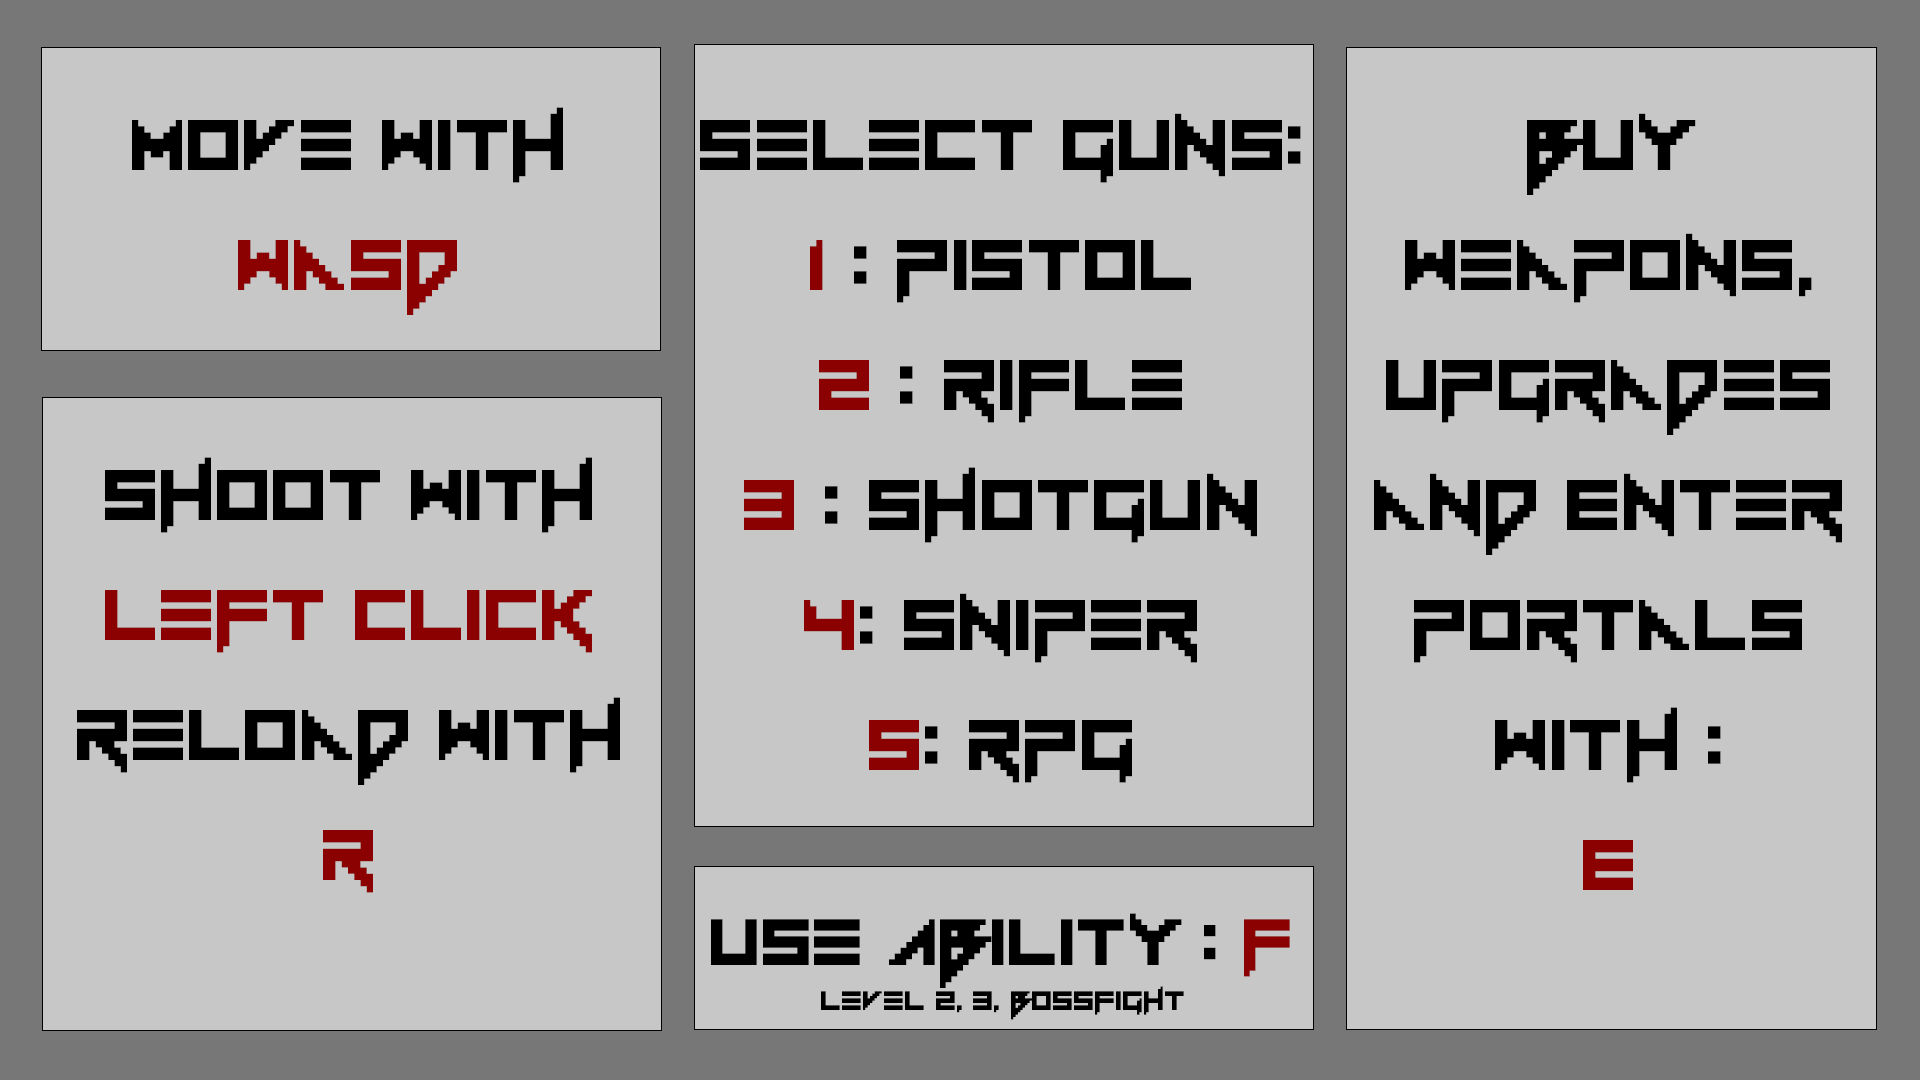 MOVE WITH
WASD
SHOOT WITH
LEFT CLICK
RELOAD WITH
R
SELECT GUNS:
1 : PISTOL
2 : RIFLE
3 : SHOTGUN
4: SNIPER
5: RPG
USE ABILITY : F
LEVEL 2, 3, BOSSFIGHT
BUY
WEAPONS,
UPGRADES
AND ENTER
PORTALS
WITH :
E